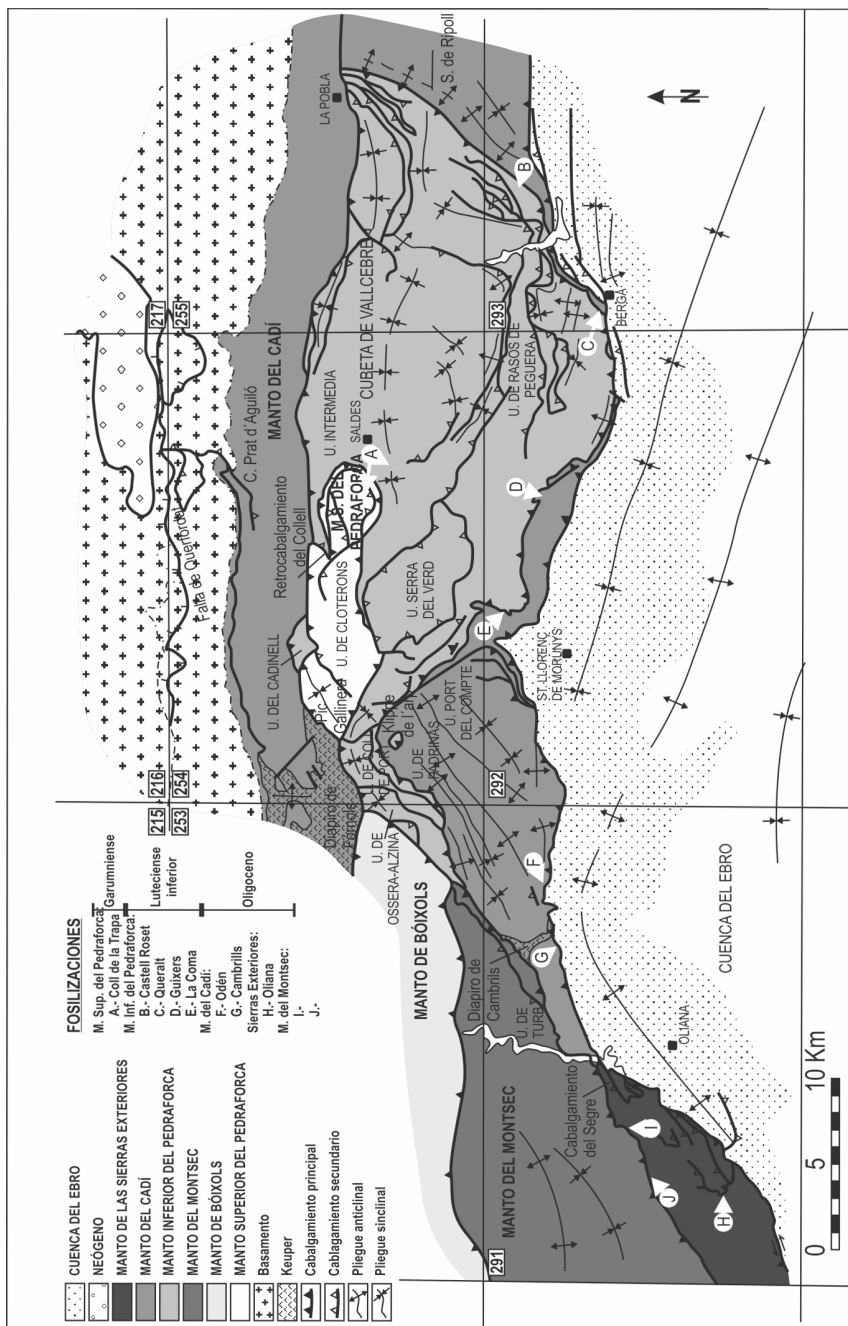 FOSILIZACIONES
M. Sup. del Pedraforca:
A.- Coll de la Trapa
M. Inf. del Pedraforca:
B.- Castell Roset
C.- Queralt
D.- Guixers
E.- La Coma
M. del Cadi:
F.- Odén
G.- Cambrills
Sierras Exteriores:
H.- Oliana
M. del Montsec:
I.-
J.-
Garumniense
Luteciense
inferior
Oligoceno
CUENCA DEL EBRO
NEÓGENO
MANTO DE LAS SIERRAS EXTERIORES
MANTO DEL CADÍ
MANTO INFERIOR DEL PEDRAFORCA
MANTO DEL MONTSEC
MANTO DE BÓIXOLS
MANTO SUPERIOR DEL PEDRAFORCA
Basamento
Keuper
Cabalgamiento principal
Cablagamiento secundario
Pliegue anticlinal
Pliegue sinclinal
0 5 10 Km
215 216
253 254
217
255
291
292
293
Falla de
C. Prat d´Aguiló
MANTO DEL CADÍ
LA POBLA
U. DEL CADINELL
Retrocabalgamiento
del Collell
U. INTERMEDIA
Pic
Gallinera
U. DE CLOTERONS
M.S. DEL
PEDRAFORCA
SALDES
A
CUBETA DE VALLCEBRE
Diapiro de
U. DE
OSSERA-ALZINA
Klippe
de l'
U. SERRA
DEL VERD
S. de Ripoll
MANTO DE BÓIXOLS
U. DE
U. PORT
DEL COMPTE
E
D
U. DE RASOS DE
PEGUERA
B
C
BERGA
ST. LLORENÇ
DE MORUNYS
F
G
Diapiro de
Cambrils
U. DE
TURB
MANTO DEL MONTSEC
Cabalgamiento
del Segre
I
J
H
OLIANA
CUENCA DEL EBRO
N